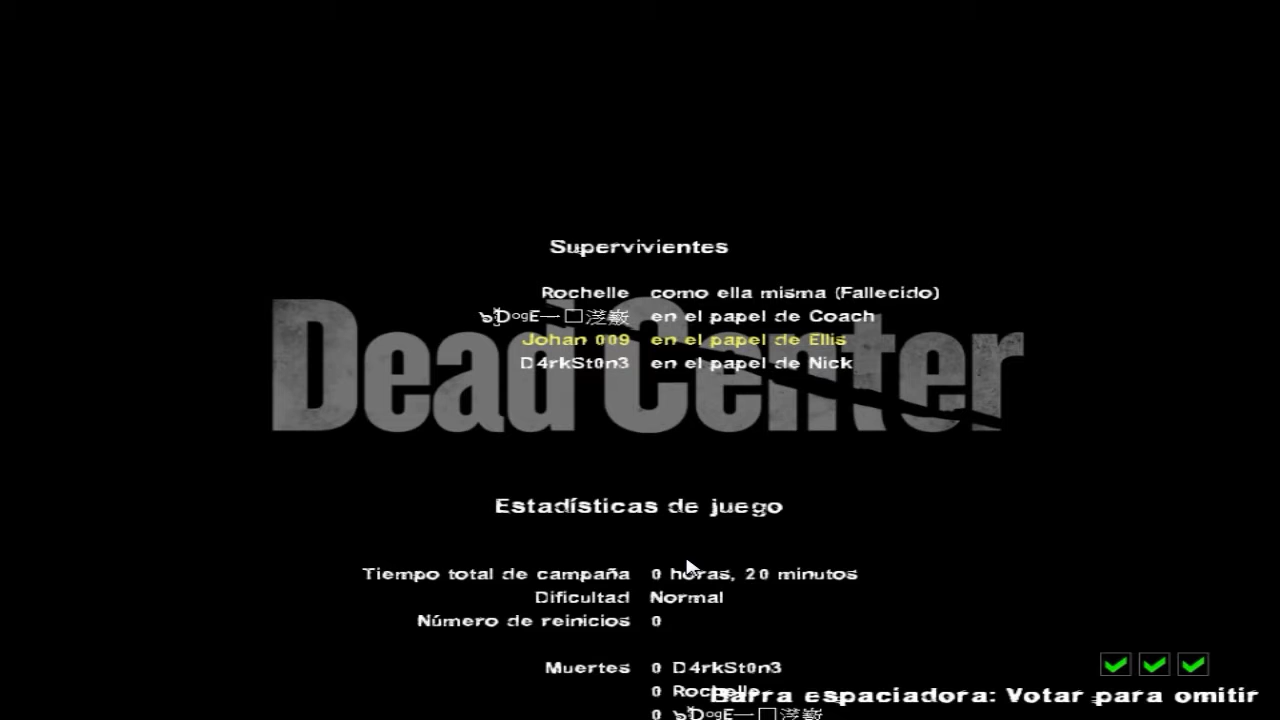 Supervivientes
Rochelle como ella misma (Fallecido)
en el papel de Coach
Dead Center
Johan 009 en el papel de Ellis
D4rkSt0n3 en el papel de Nick
Estadísticas de juego
Tiempo total de campaña 0 horas, 20 minutos
Dificultad Normal
Número de reinicios 0
Muertes 0 D4rkSt0n3
0 Rochelle
Barra espaciadora: Votar para omitir
0